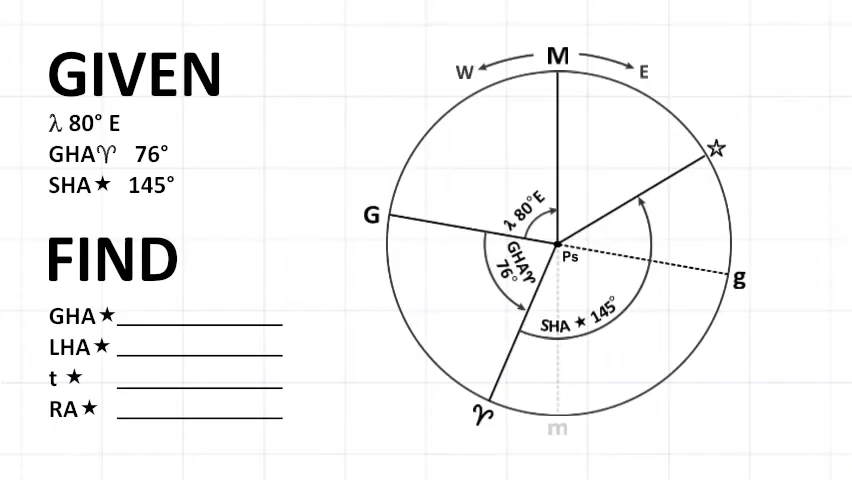 GIVEN
λ 80° E
GHA♈ 76°
SHA★ 145°
FIND
GHA★
LHA★
t ★
RA★
W M E
☆
G
λ 80°E
GHA♈
76°
Ps
g
SHA ★ 145°
♈
m